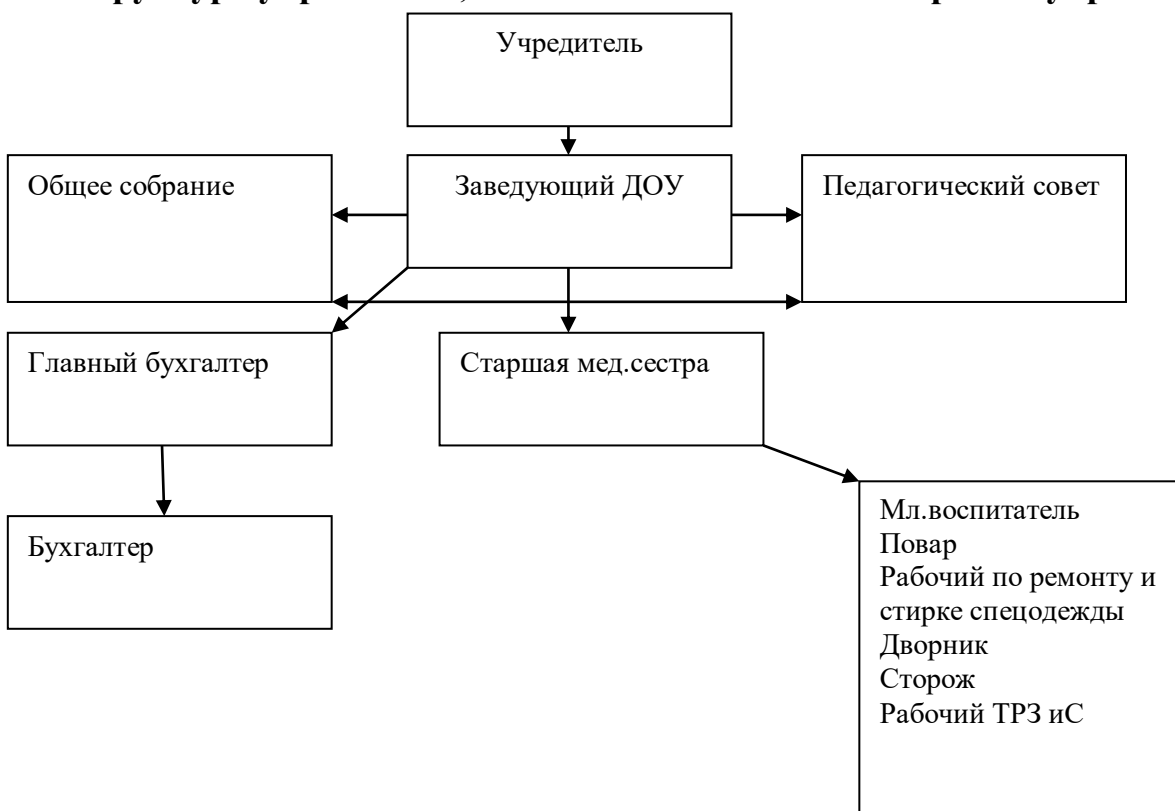 Учредитель
Общее собрание
Заведующий ДОУ
Педагогический совет
Главный бухгалтер
Старшая мед.сестра
Бухгалтер
Мл.воспитатель
Повар
Рабочий по ремонту и
стирке спецодежды
Дворник
Сторож
Рабочий ТРЗ иС